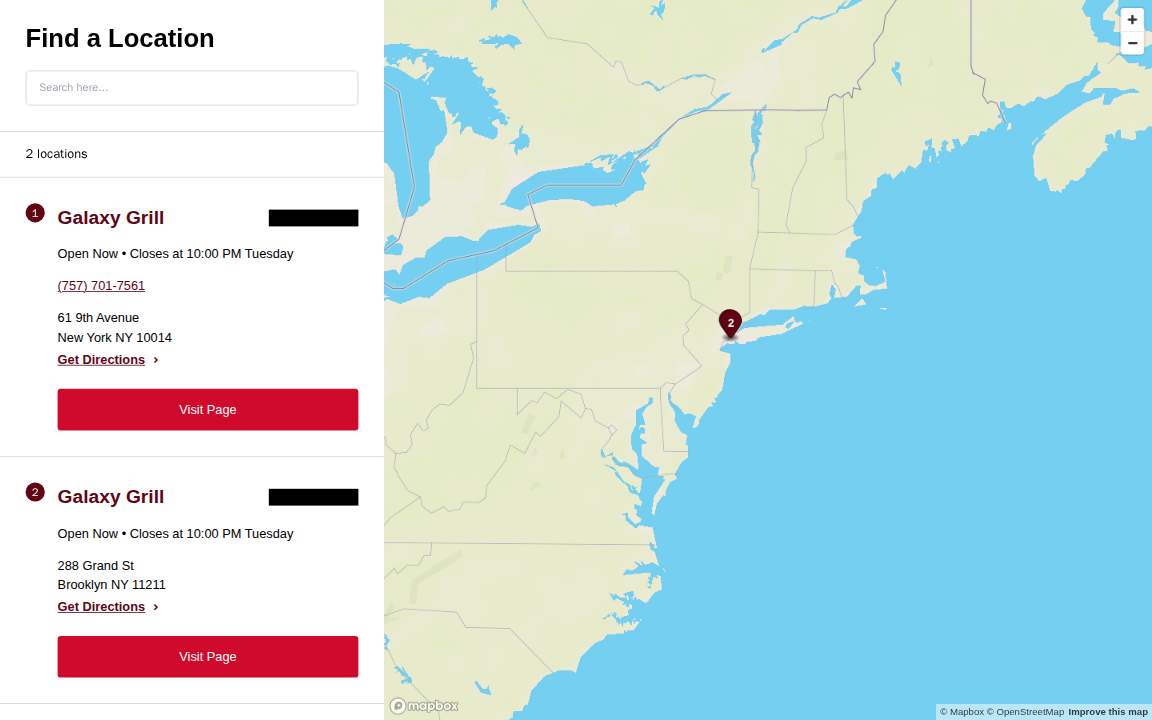 Find a Location
Search here...
2 locations
1
Galaxy Grill
Open Now • Closes at 10:00 PM Tuesday
(757) 701-7561
61 9th Avenue
New York NY 10014
Get Directions
Visit Page
2
Galaxy Grill
Open Now • Closes at 10:00 PM Tuesday
288 Grand St
Brooklyn NY 11211
Get Directions
Visit Page
2
mapbox
© Mapbox © OpenStreetMap Improve this map